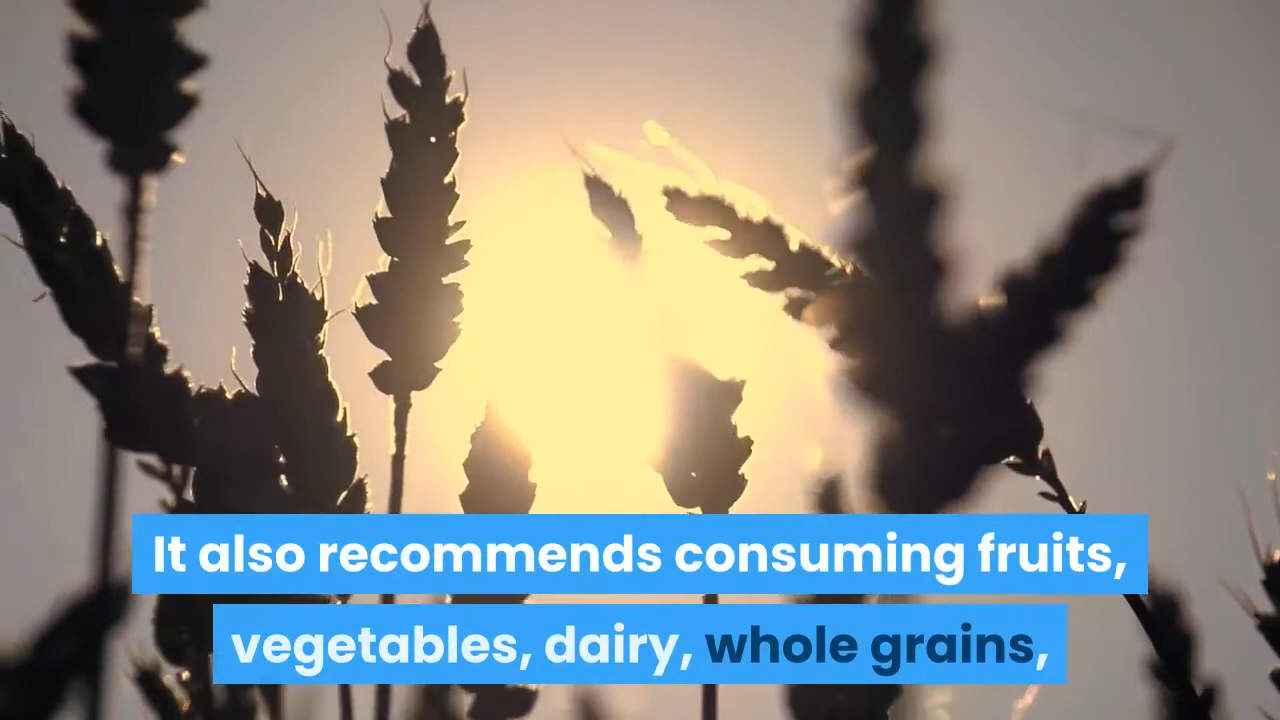 It also recommends consuming fruits,
vegetables, dairy, whole grains,